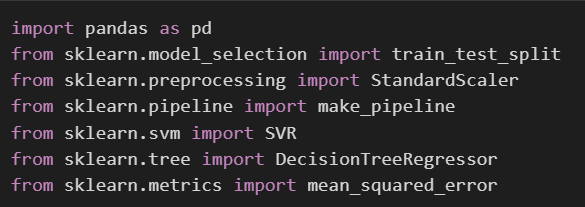 import pandas as pd
from sklearn.model_selection import train_test_split
from sklearn.preprocessing import StandardScaler
from sklearn.pipeline import make_pipeline
from sklearn.svm import SVR
from sklearn.tree import DecisionTreeRegressor
from sklearn.metrics import mean_squared_error